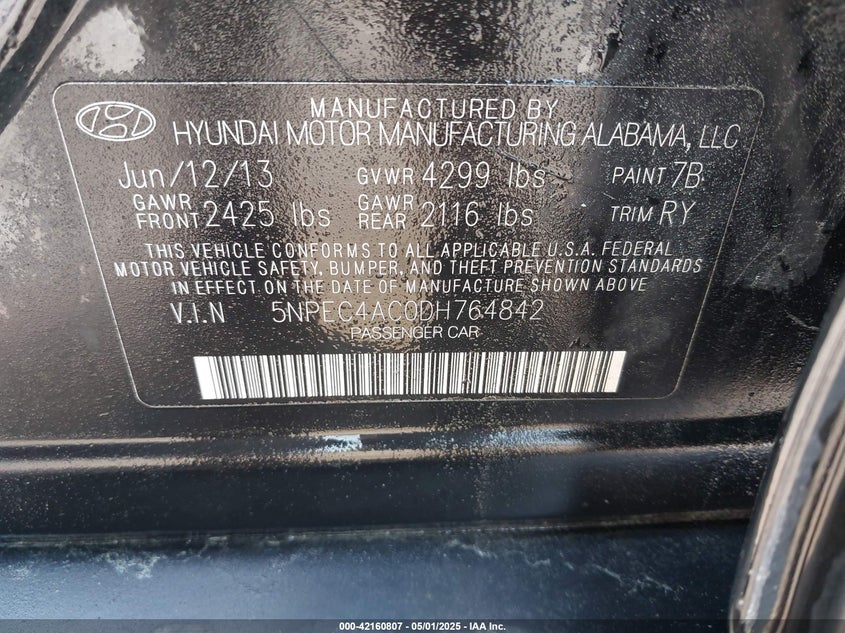 MANUFACTURED BY
HYUNDAI MOTOR MANUFACTURING ALABAMA, LLC
Jun/12/13 GVWR 4299 lbs PAINT 7B
GAWR FRONT 2425 lbs GAWR REAR 2116 lbs TRIM RY
THIS VEHICLE CONFORMS TO ALL APPLICABLE U.S.A. FEDERAL
MOTOR VEHICLE SAFETY, BUMPER, AND THEFT PREVENTION STANDARDS
IN EFFECT ON THE DATE OF MANUFACTURE SHOWN ABOVE
V.I.N 5NPEC4AC0DH764842
PASSENGER CAR
000-42160807 - 05/01/2025 - IAA Inc.